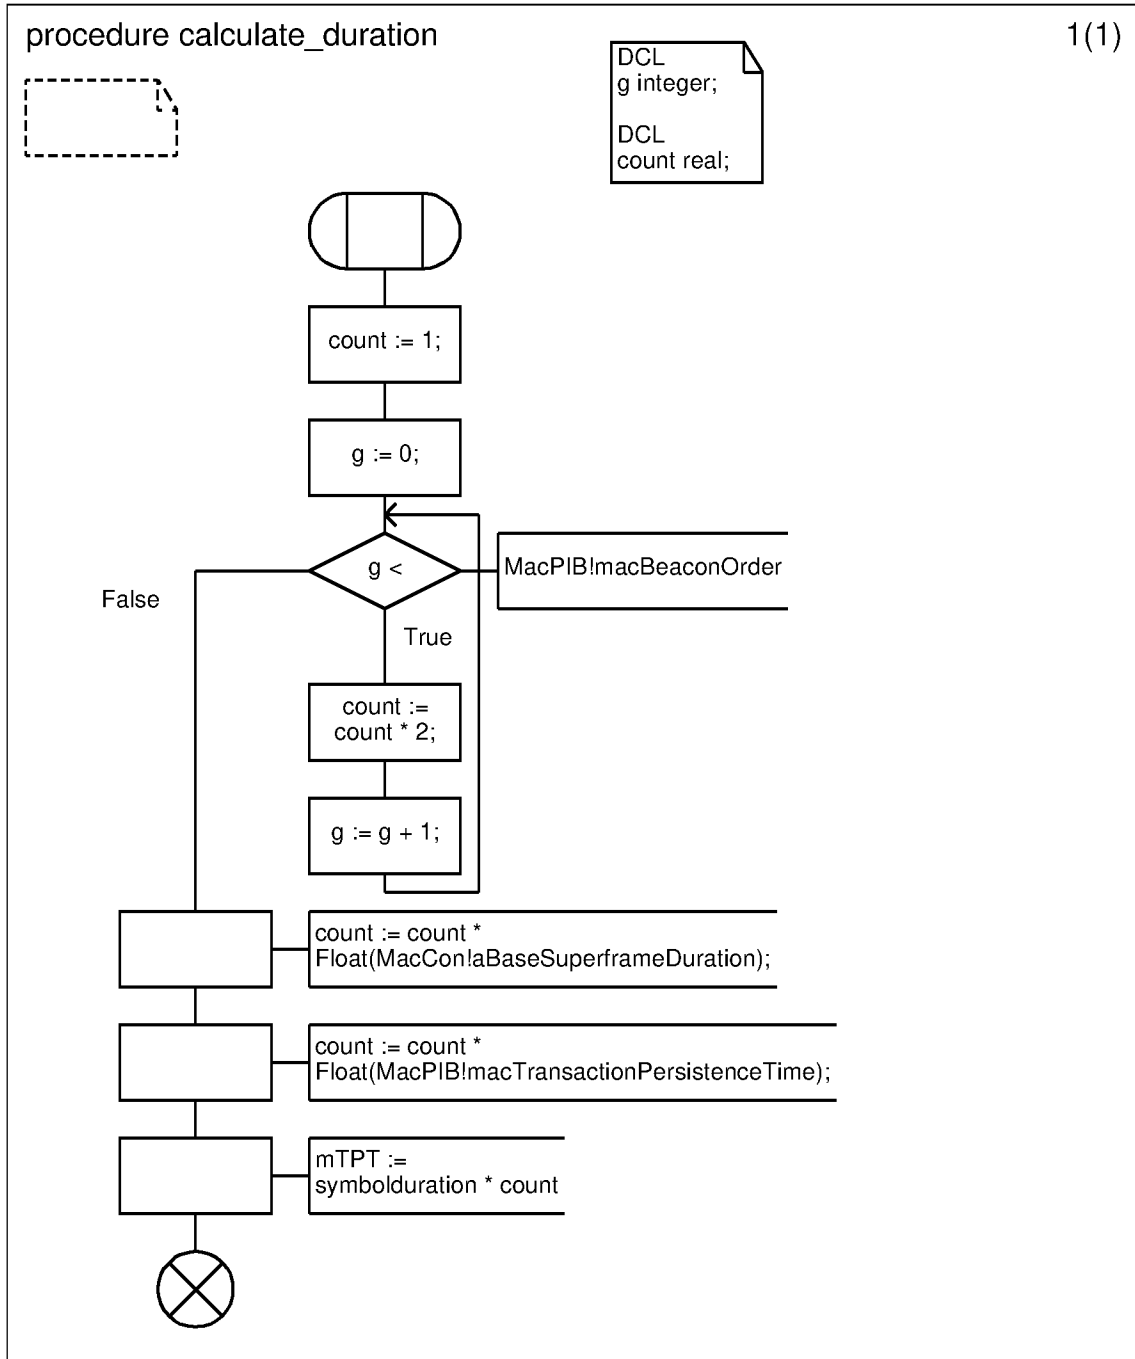 procedure calculate_duration
1(1)
DCL
g integer;
DCL
count real;
count := 1;
g := 0;
g <
MacPIB!macBeaconOrder
False
True
count :=
count * 2;
g := g + 1;
count := count *
Float(MacCon!aBaseSuperframeDuration);
count := count *
Float(MacPIB!macTransactionPersistenceTime);
mTPT :=
symbolduration * count